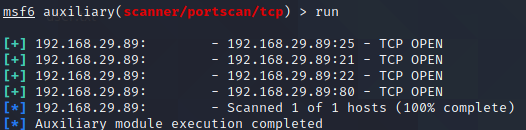 msf6 auxiliary(scanner/portscan/tcp) > run
[+] 192.168.29.89: - 192.168.29.89:25 - TCP OPEN
[+] 192.168.29.89: - 192.168.29.89:21 - TCP OPEN
[+] 192.168.29.89: - 192.168.29.89:22 - TCP OPEN
[+] 192.168.29.89: - 192.168.29.89:80 - TCP OPEN
[*] 192.168.29.89: - Scanned 1 of 1 hosts (100% complete)
[*] Auxiliary module execution completed